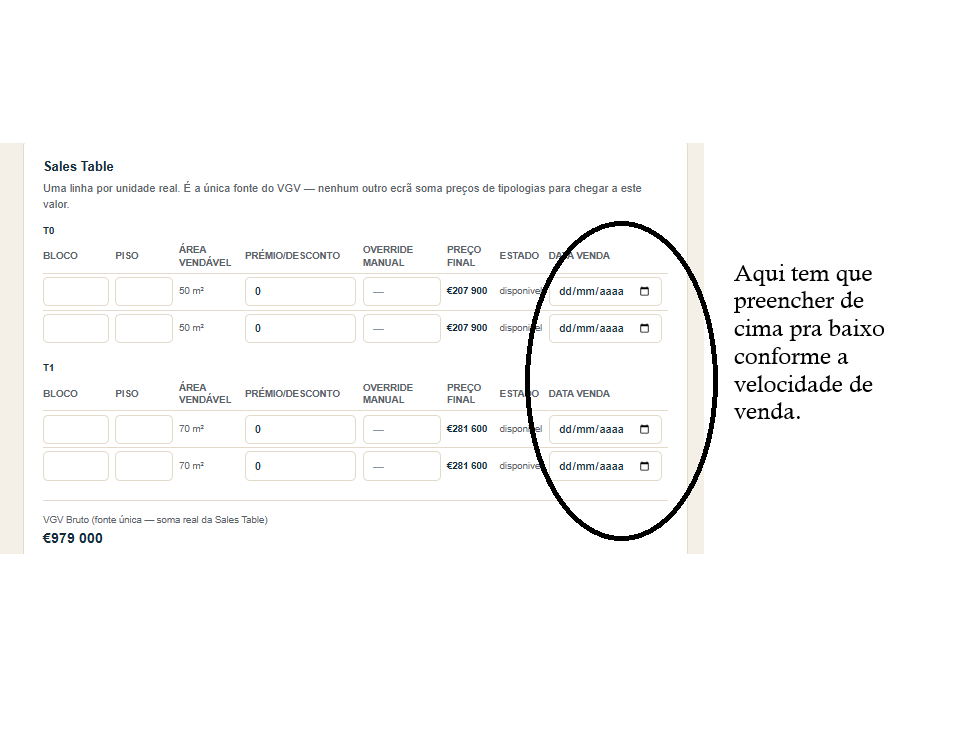 Sales Table
Uma linha por unidade real. É a única fonte do VGV — nenhum outro ecrã soma preços de tipologias para chegar a este
valor.
T0
BLOCO PISO ÁREA VENDÁVEL PRÉMIO/DESCONTO OVERRIDE MANUAL PREÇO FINAL ESTADO DATA VENDA
50 m² 0 — €207 900 disponivel dd/mm/aaaa
50 m² 0 — €207 900 disponivel dd/mm/aaaa
T1
BLOCO PISO ÁREA VENDÁVEL PRÉMIO/DESCONTO OVERRIDE MANUAL PREÇO FINAL ESTADO DATA VENDA
70 m² 0 — €281 600 disponivel dd/mm/aaaa
70 m² 0 — €281 600 disponivel dd/mm/aaaa
VGV Bruto (fonte única — soma real da Sales Table)
€979 000
Aqui tem que
preencher de
cima pra baixo
conforme a
velocidade de
venda.